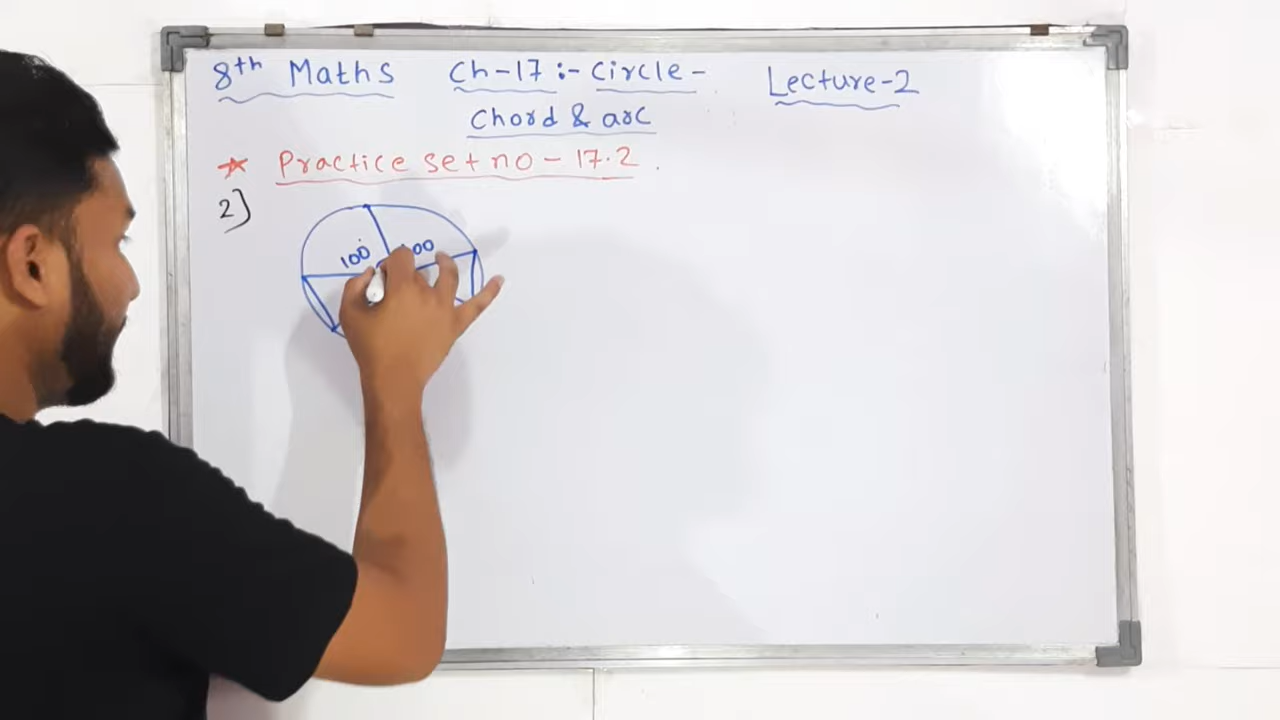 8th Maths Ch-17 :- Circle - Lecture-2
Chord & arc
* Practice set no - 17.2.
2]
100° 100